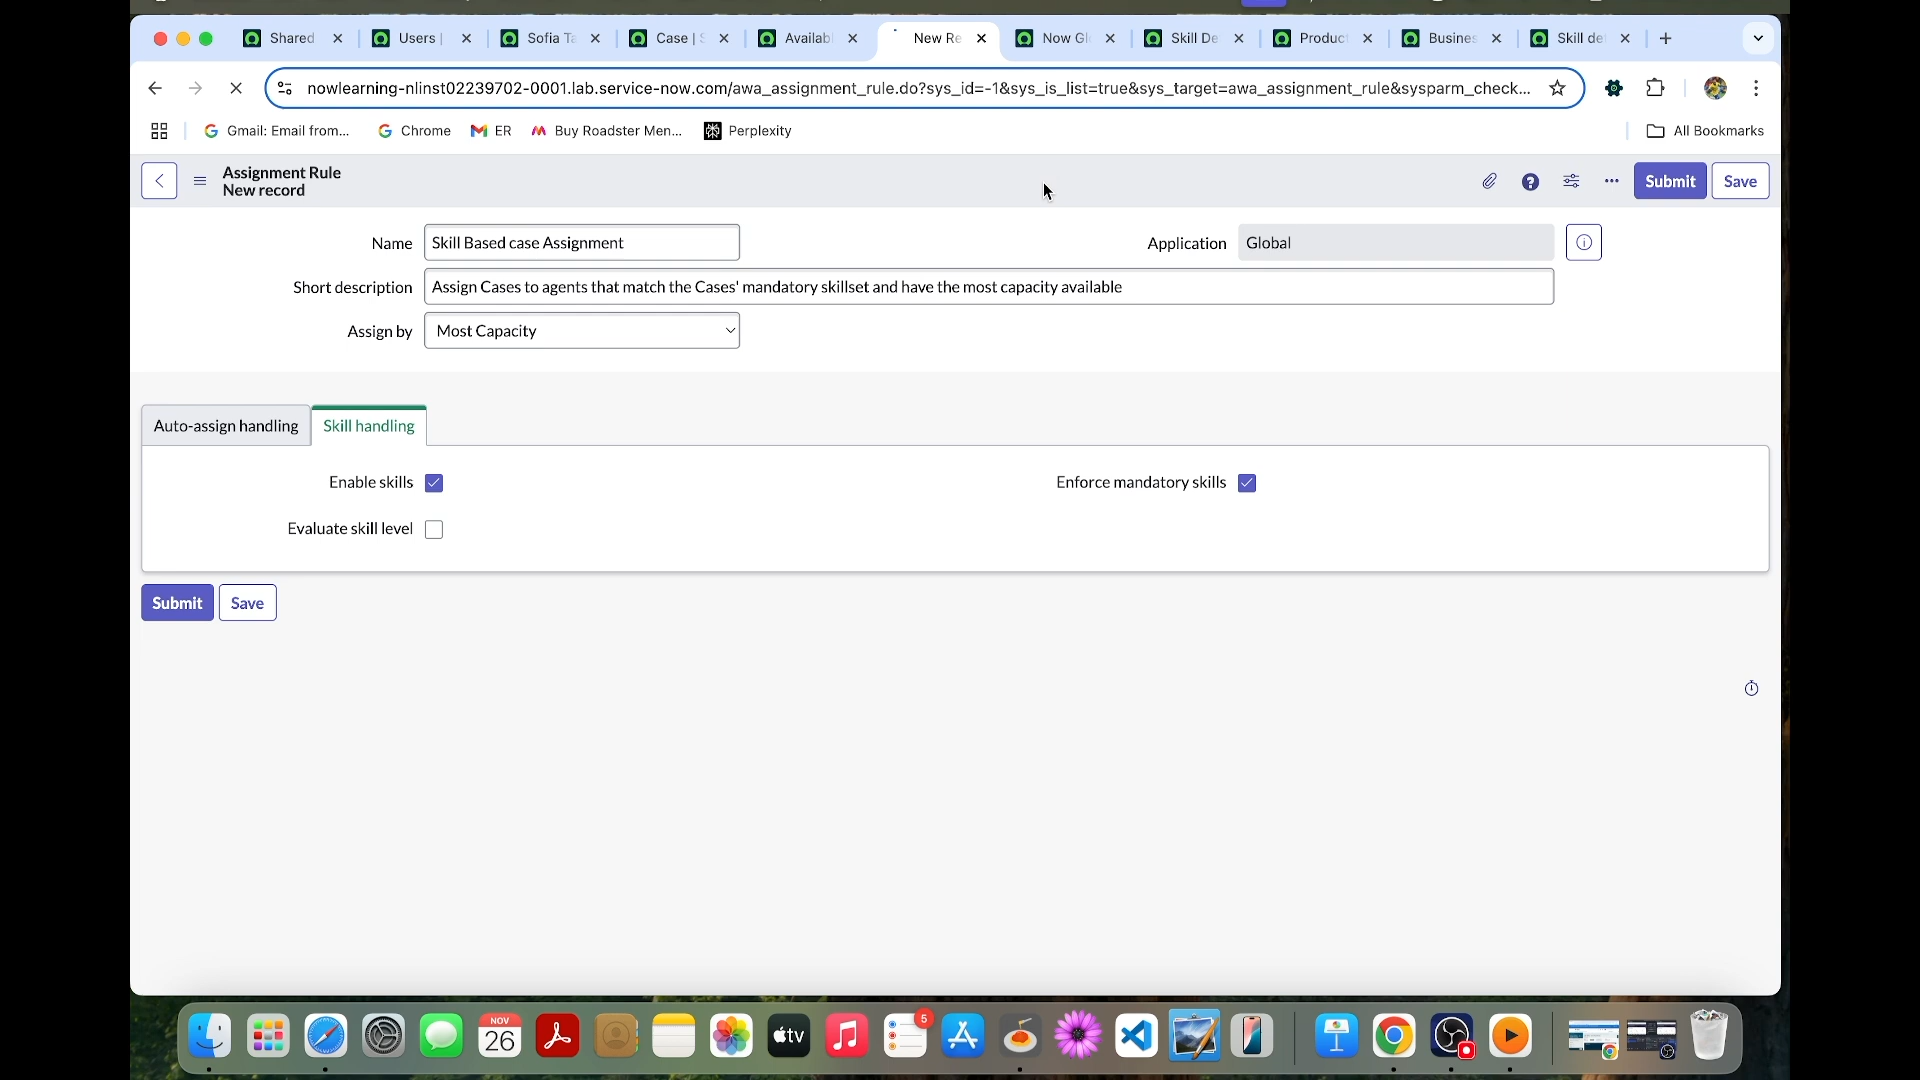 Shared
Users |
Sofia Ta
Case | S
Availabi
New Re
Now Gl
Skill De
Product
Busines
Skill de
nowlearning-nlinst02239702-0001.lab.service-now.com/awa_assignment_rule.do?sys_id=-1&sys_is_list=true&sys_target=awa_assignment_rule&sysparm_check...
Gmail: Email from...
Chrome
ER
Buy Roadster Men...
Perplexity
All Bookmarks
Assignment Rule
New record
Submit
Save
Name
Skill Based case Assignment
Application
Global
Short description
Assign Cases to agents that match the Cases' mandatory skillset and have the most capacity available
Assign by
Most Capacity
Auto-assign handling
Skill handling
Enable skills
Enforce mandatory skills
Evaluate skill level
Submit
Save
NOV
26
tv
5